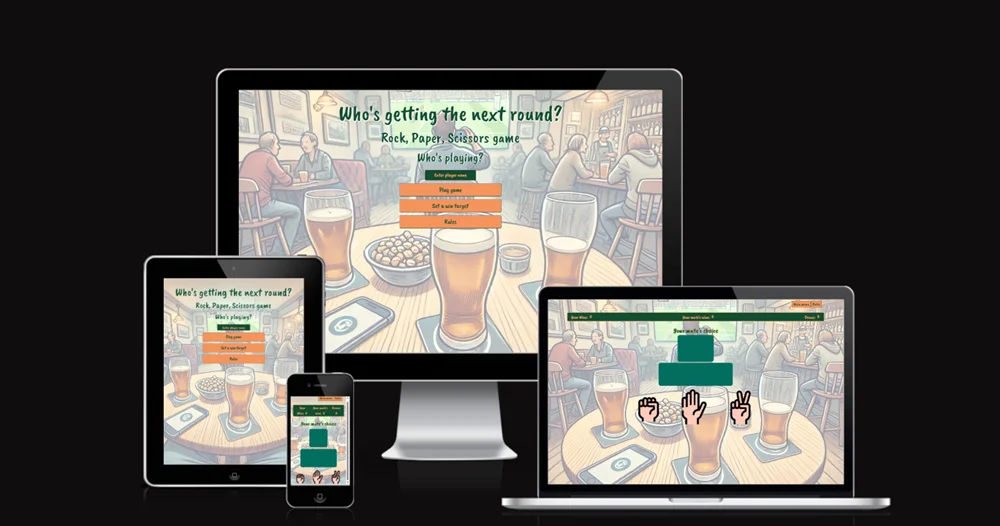 Who's getting the next round?
Rock, Paper, Scissors game
Who's playing?
Enter player name
Play game
Set a win target
Rules
Who's getting the next round?
Rock, Paper, Scissors game
Who's playing?
Enter player name
Play game
Set a win target
Rules
Your mate's choice
Your mate's choice